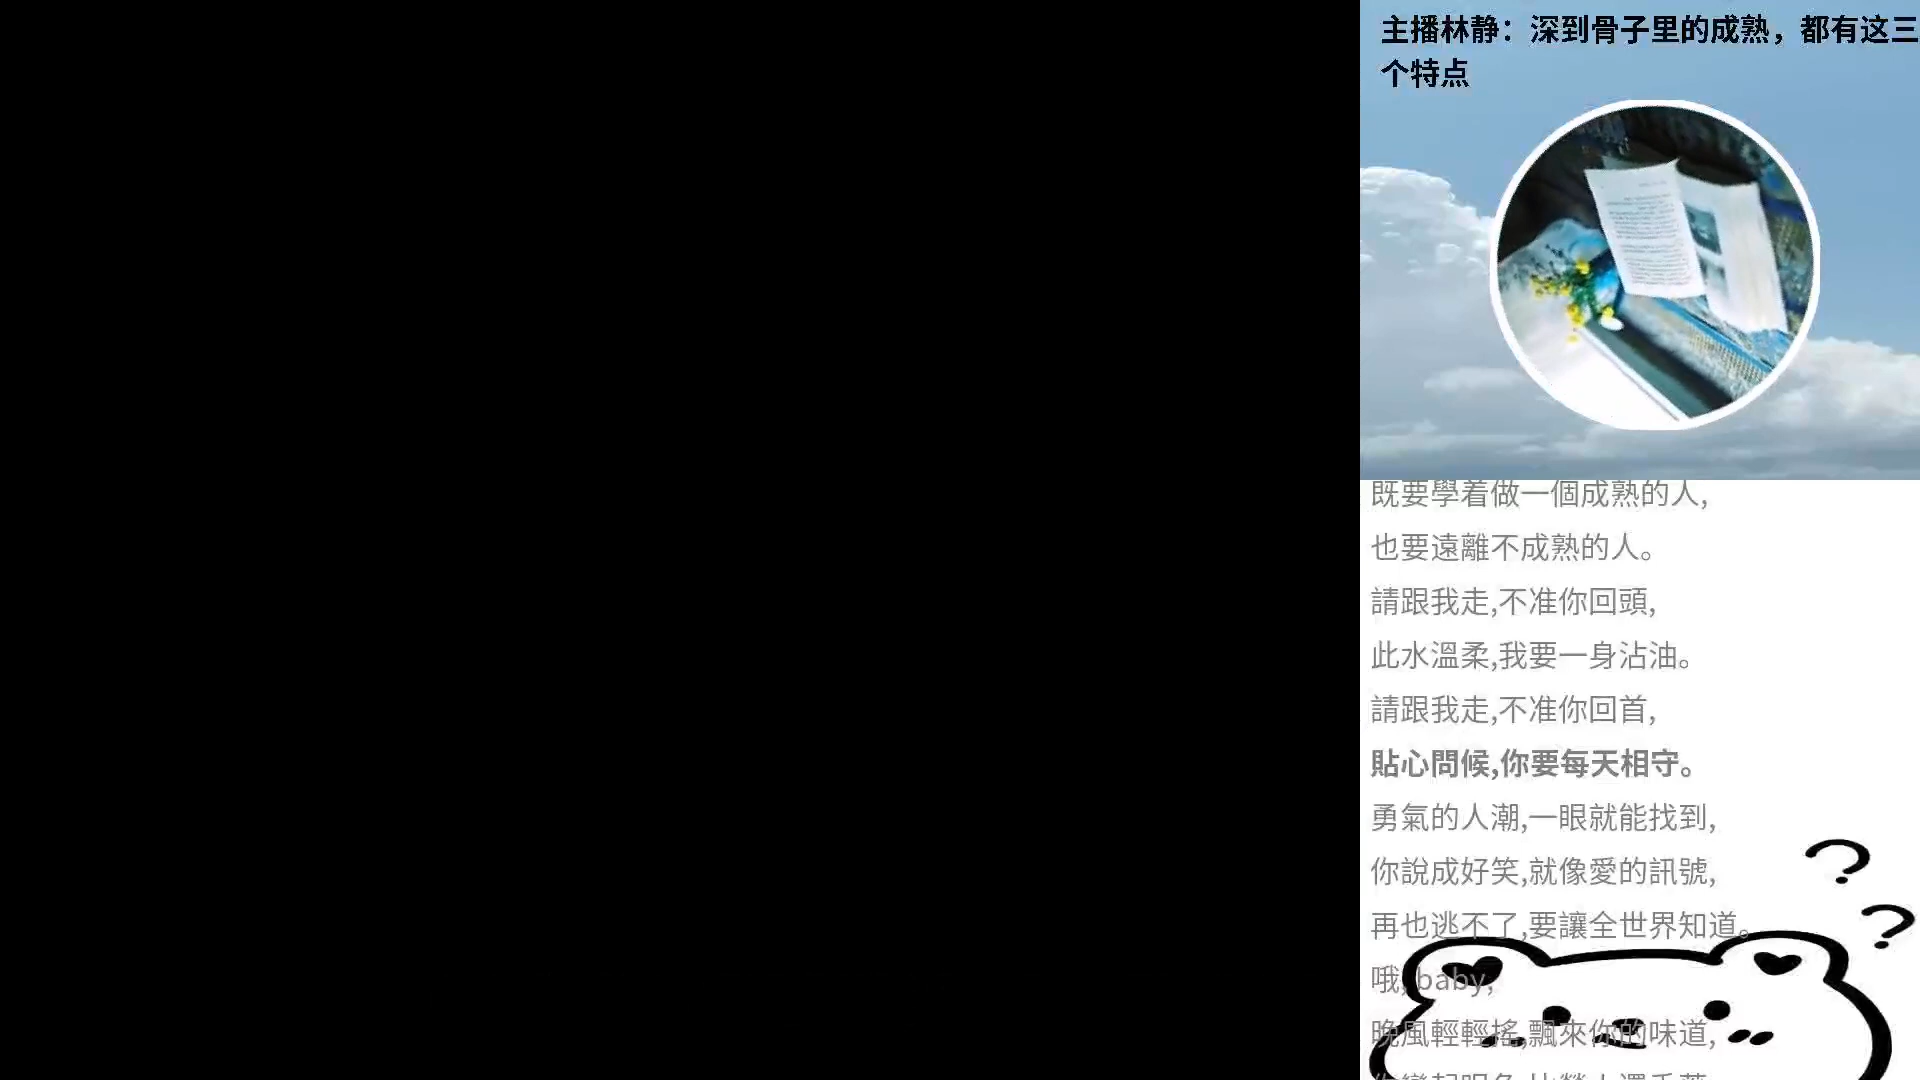 主播林静：深到骨子里的成熟，都有这三
个特点
既要學着做一個成熟的人,
也要遠離不成熟的人。
請跟我走,不准你回頭,
此水溫柔,我要一身沾油。
請跟我走,不准你回首,
貼心問候,你要每天相守。
勇氣的人潮,一眼就能找到,
你說成好笑,就像愛的訊號,
再也逃不了,要讓全世界知道。
哦, baby,
晚風輕輕搖,飄來你的味道,